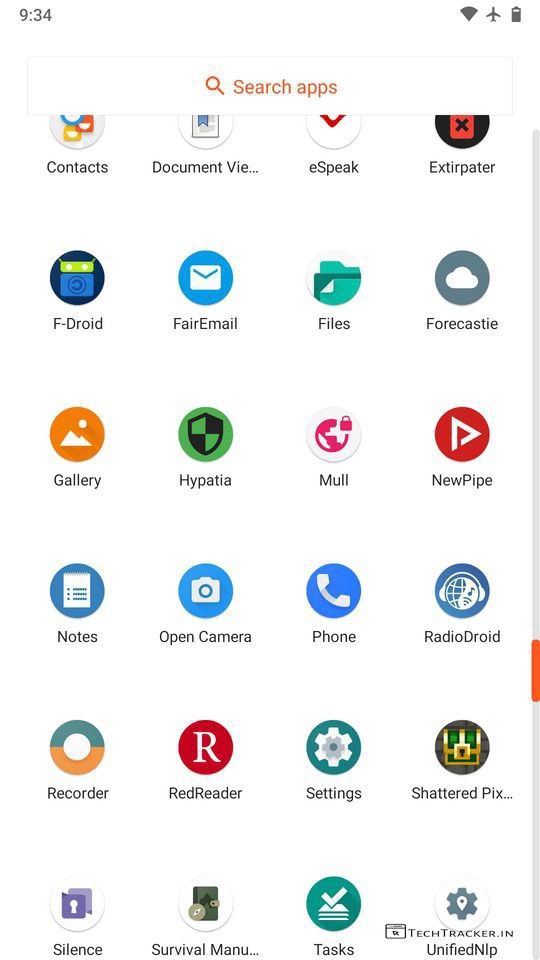 9:34
Search apps
Contacts Document Vie... eSpeak Extirpater
F-Droid FairEmail Files Forecastie
Gallery Hypatia Mull NewPipe
Notes Open Camera Phone RadioDroid
Recorder RedReader Settings Shattered Pix...
R
Silence Survival Manu... Tasks UnifiedNlp
TECHTRACKER.IN